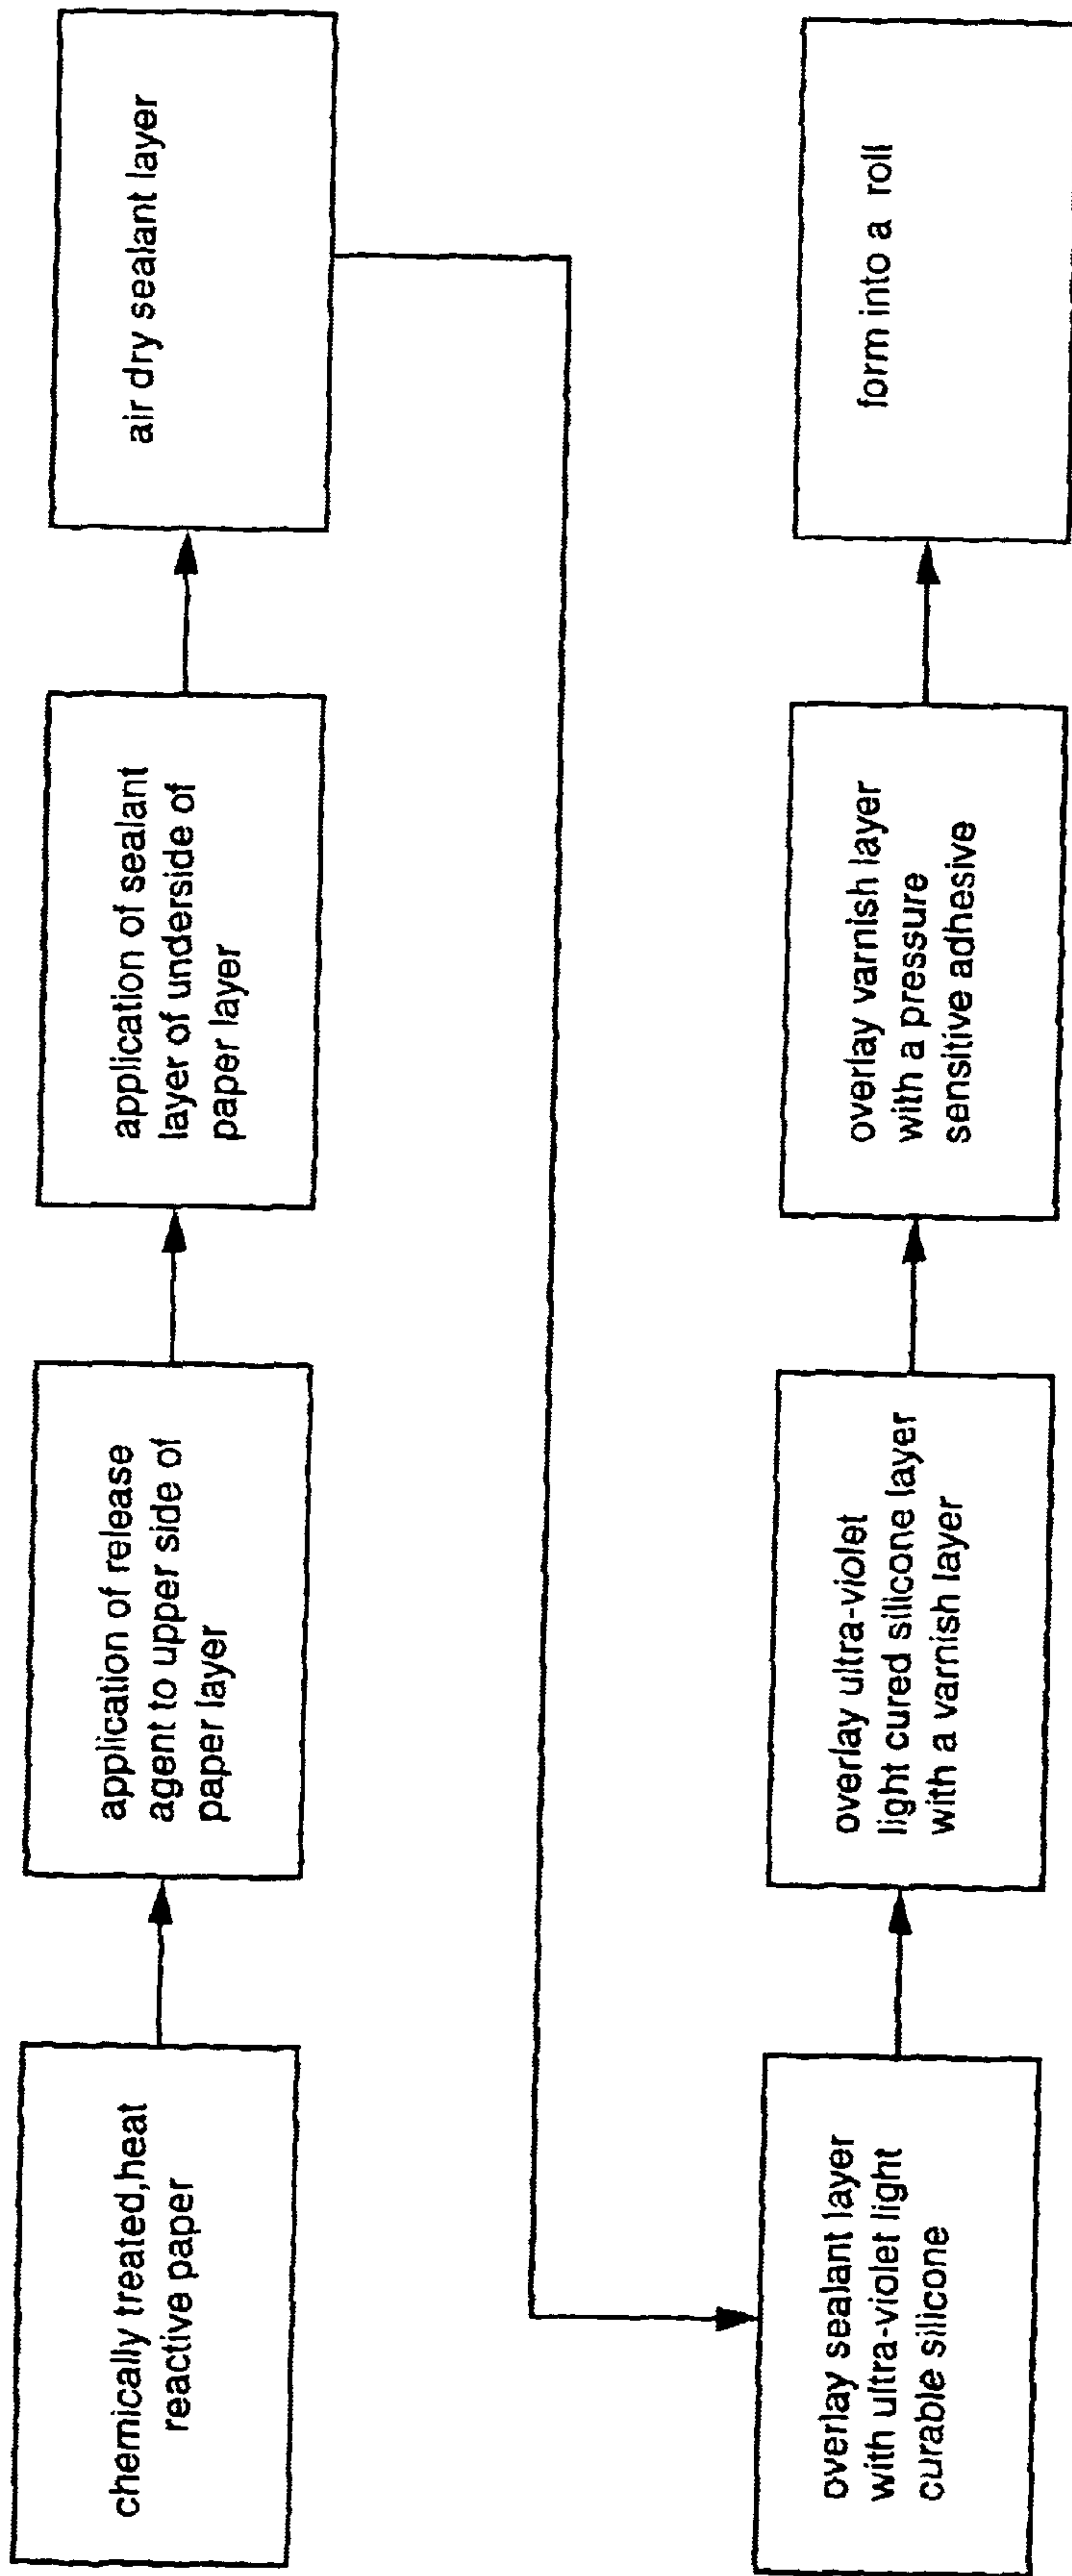 chemically treated,heat
reactive paper
application of release
agent to upper side of
paper layer
application of sealant
layer of underside of
paper layer
air dry sealant layer
overlay sealant layer
with ultra-violet light
curable silicone
overlay ultra-violet
light cured silicone layer
with a varnish layer
overlay varnish layer
with a pressure
sensitive adhesive
form into a roll